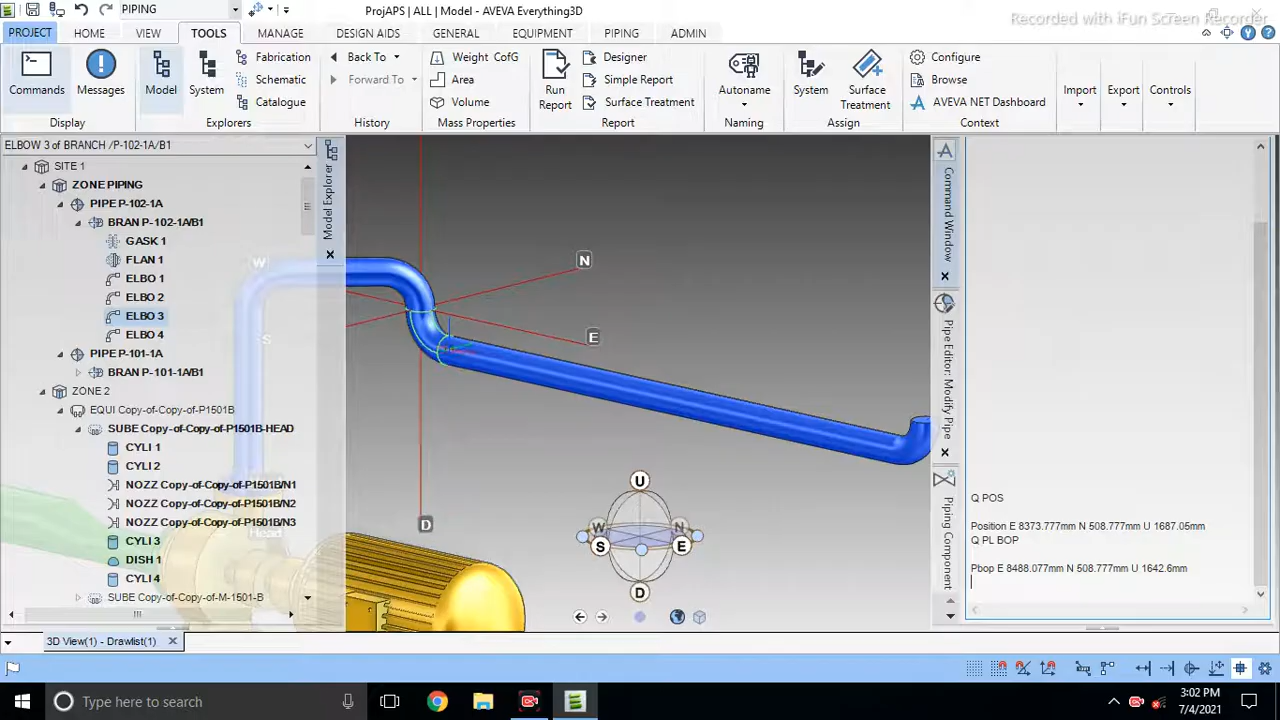 PIPING
ProjAPS | ALL | Model - AVEVA Everything3D
Recorded with iFun Screen Recorder
PROJECT HOME VIEW TOOLS MANAGE DESIGN AIDS GENERAL EQUIPMENT PIPING ADMIN
Commands Messages
Display
Model System
Fabrication
Schematic
Catalogue
Explorers
Back To
Forward To
History
Weight CofG
Area
Volume
Mass Properties
Run Report
Designer
Simple Report
Surface Treatment
Report
Autoname
Naming
System Surface Treatment
Assign
Configure
Browse
AVEVA NET Dashboard
Context
Import Export Controls
ELBOW 3 of BRANCH /P-102-1A/B1
SITE 1
ZONE PIPING
PIPE P-102-1A
BRAN P-102-1A/B1
GASK 1
FLAN 1
ELBO 1
ELBO 2
ELBO 3
ELBO 4
PIPE P-101-1A
BRAN P-101-1A/B1
ZONE 2
EQUI Copy-of-Copy-of-P1501B
SUBE Copy-of-Copy-of-P1501B-HEAD
CYLI 1
CYLI 2
NOZZ Copy-of-Copy-of-P1501B/N1
NOZZ Copy-of-Copy-of-P1501B/N2
NOZZ Copy-of-Copy-of-P1501B/N3
CYLI 3
DISH 1
CYLI 4
SUBE Copy-of-Copy-of-M-1501-B
Model Explorer
W
S
Head
N
E
D
U
W
N
S
E
D
Command Window
Pipe Editor: Modify Pipe
Piping Component
Q POS
Position E 8373.777mm N 508.777mm U 1687.05mm
Q PL BOP
Pbop E 8488.077mm N 508.777mm U 1642.6mm
3D View(1) - Drawlist(1)
Type here to search
3:02 PM
7/4/2021